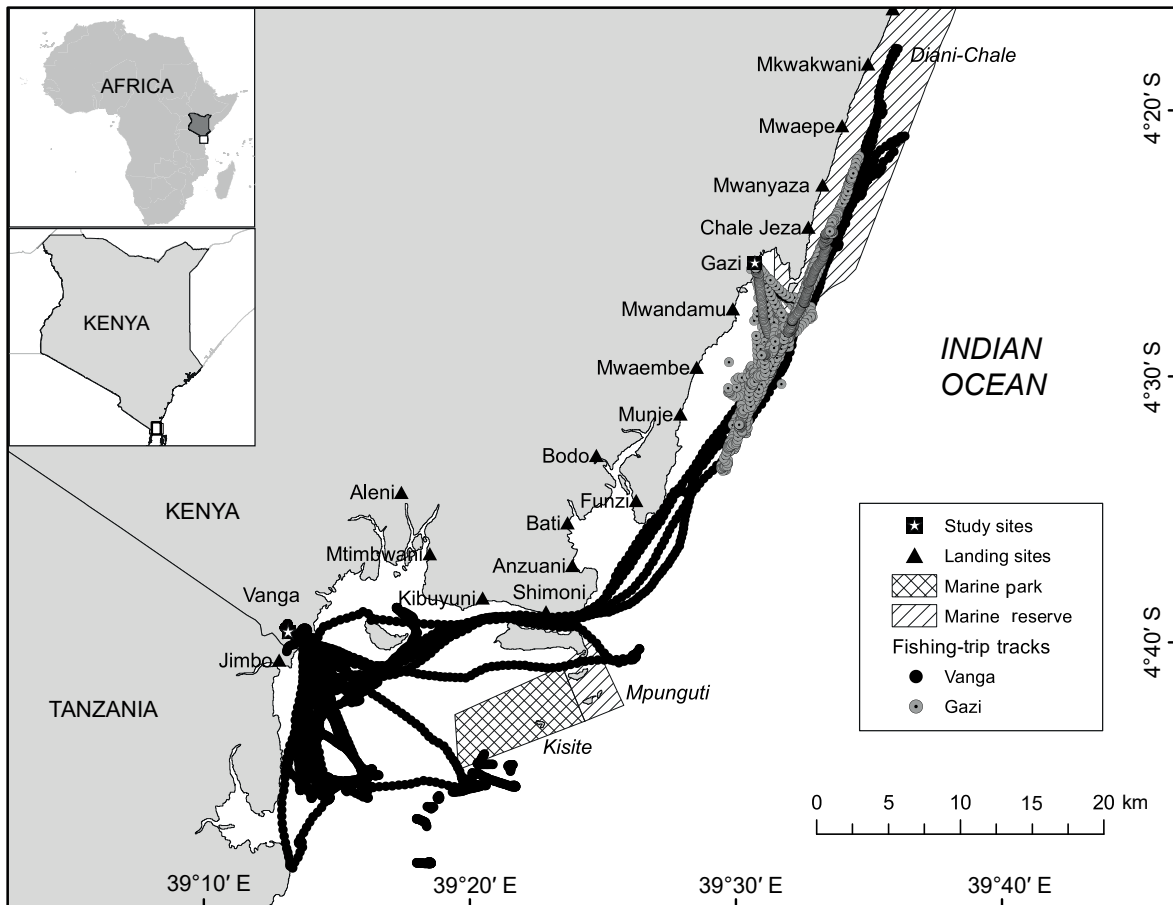 AFRICA
KENYA
Mkwakwani
Diani-Chale
Mwaepe
Mwanyaza
Chale Jeza
Gazi
Mwandamu
Mwaembe
Munje
Bodo
Funzi
Aleni
Bati
Mtimbwani
Anzuani
Kibuyuni
Shimoni
Vanga
Jimbo
KENYA
TANZANIA
Mpunguti
Kisite
INDIAN
OCEAN
4°20′ S
4°30′ S
4°40′ S
Study sites
Landing sites
Marine park
Marine reserve
Fishing-trip tracks
Vanga
Gazi
0 5 10 15 20 km
39°10′ E 39°20′ E 39°30′ E 39°40′ E